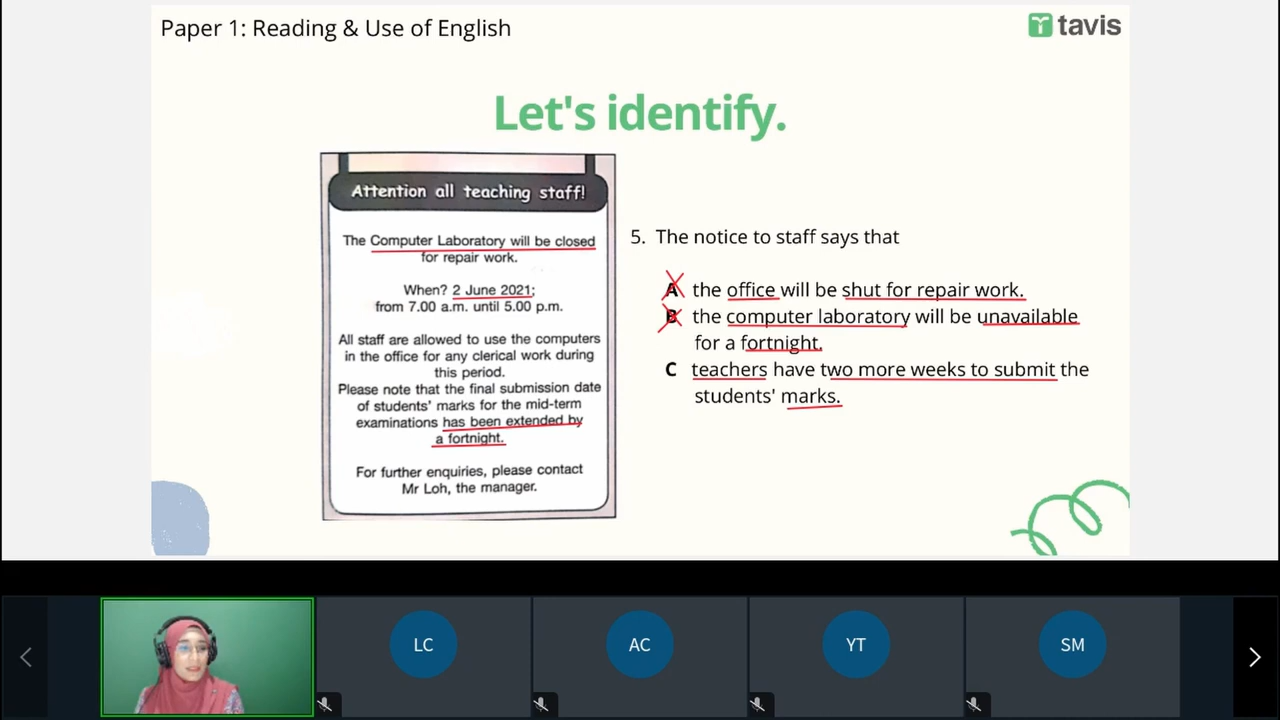 Paper 1: Reading & Use of English
tavis
Let's identify.
Attention all teaching staff!
The Computer Laboratory will be closed
for repair work.
When? 2 June 2021;
from 7.00 a.m. until 5.00 p.m.
All staff are allowed to use the computers
in the office for any clerical work during
this period.
Please note that the final submission date
of students' marks for the mid-term
examinations has been extended by
a fortnight.
For further enquiries, please contact
Mr Loh, the manager.
5. The notice to staff says that
A the office will be shut for repair work.
B the computer laboratory will be unavailable
for a fortnight.
C teachers have two more weeks to submit the
students' marks.
LC
AC
YT
SM